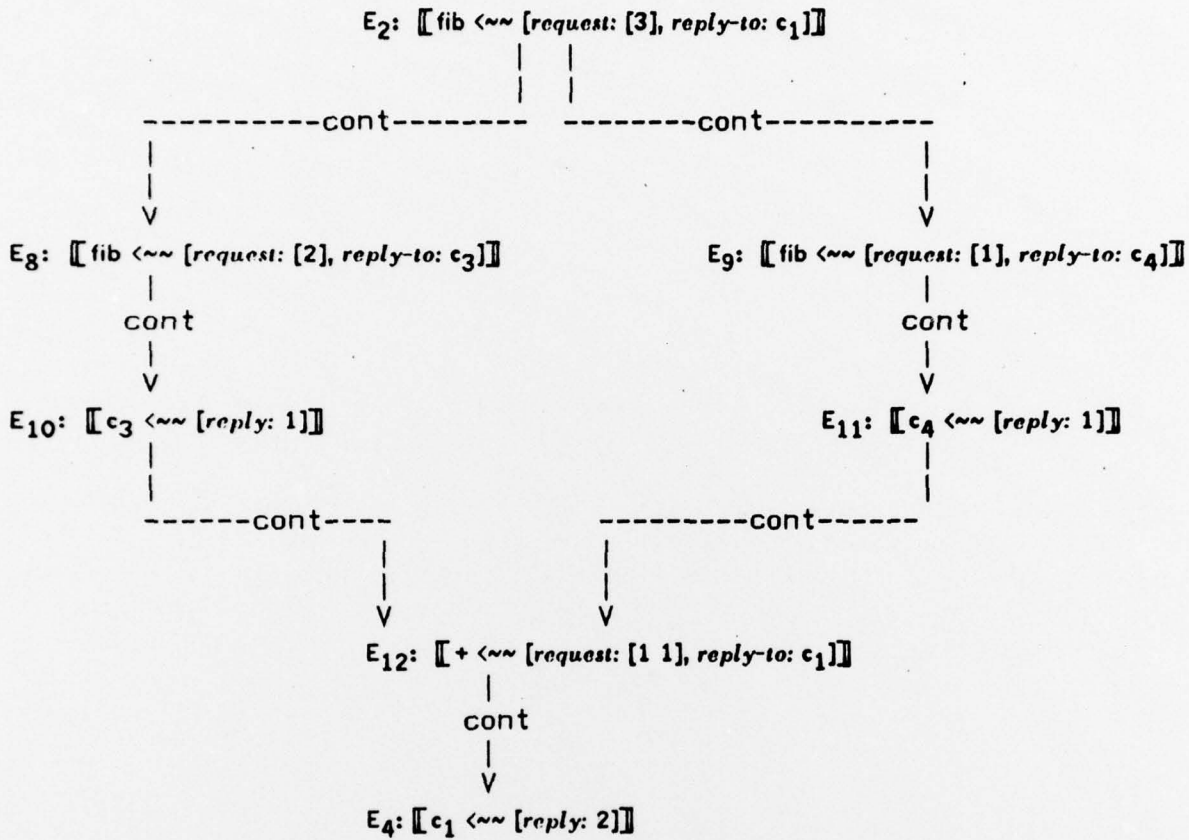 E2: ⟦fib <~~ [request: [3], reply-to: c1]⟧
cont cont
E8: ⟦fib <~~ [request: [2], reply-to: c3]⟧ E9: ⟦fib <~~ [request: [1], reply-to: c4]⟧
cont cont
E10: ⟦c3 <~~ [reply: 1]⟧ E11: ⟦c4 <~~ [reply: 1]⟧
cont cont
E12: ⟦+ <~~ [request: [1 1], reply-to: c1]⟧
cont
E4: ⟦c1 <~~ [reply: 2]⟧